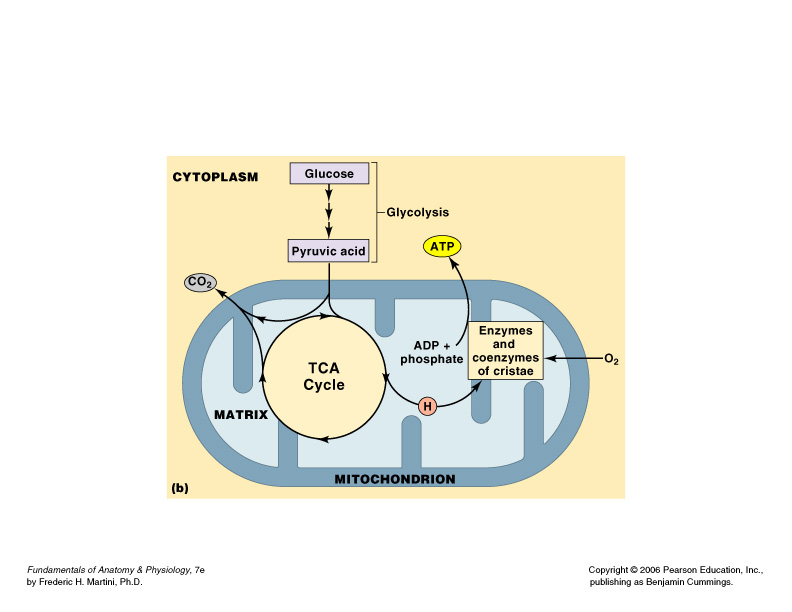 CYTOPLASM
Glucose
Glycolysis
Pyruvic acid
ATP
CO₂
ADP +
phosphate
Enzymes
and
coenzymes
of cristae
O₂
TCA
Cycle
H
MATRIX
MITOCHONDRION
(b)
Fundamentals of Anatomy & Physiology, 7e
by Frederic H. Martini, Ph.D.
Copyright © 2006 Pearson Education, Inc.,
publishing as Benjamin Cummings.